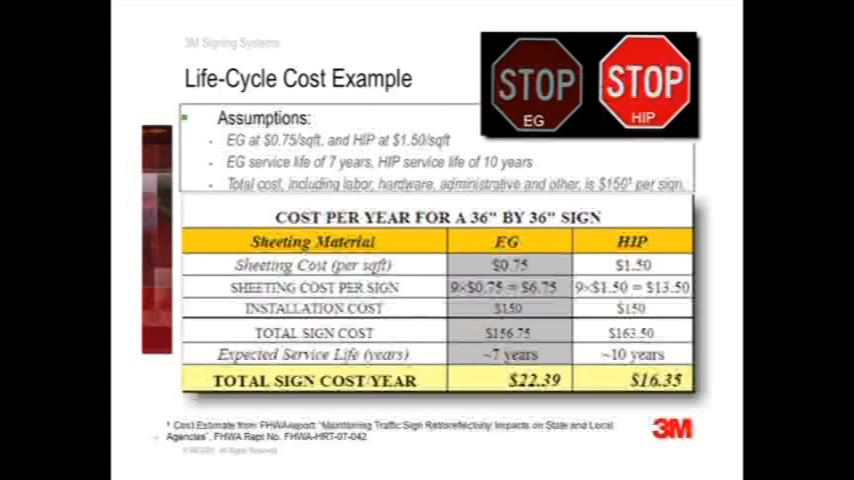 3M Signing Systems
Life-Cycle Cost Example
STOP STOP
EG HIP
Assumptions:
- EG at $0.75/sqft, and HIP at $1.50/sqft
- EG service life of 7 years, HIP service life of 10 years
- Total cost, including labor, hardware, administrative and other, is $150¹ per sign.
COST PER YEAR FOR A 36" BY 36" SIGN
Sheeting Material EG HIP
Sheeting Cost (per sqft) $0.75 $1.50
SHEETING COST PER SIGN 9×$0.75 = $6.75 9×$1.50 = $13.50
INSTALLATION COST $150 $150
TOTAL SIGN COST $156.75 $163.50
Expected Service Life (years) ~7 years ~10 years
TOTAL SIGN COST/YEAR $22.39 $16.35
¹ Cost Estimate from FHWA report: "Maintaining Traffic Sign Retroreflectivity: Impacts on State and Local
Agencies", FHWA Rept No. FHWA-HRT-07-042
3M
All Rights Reserved